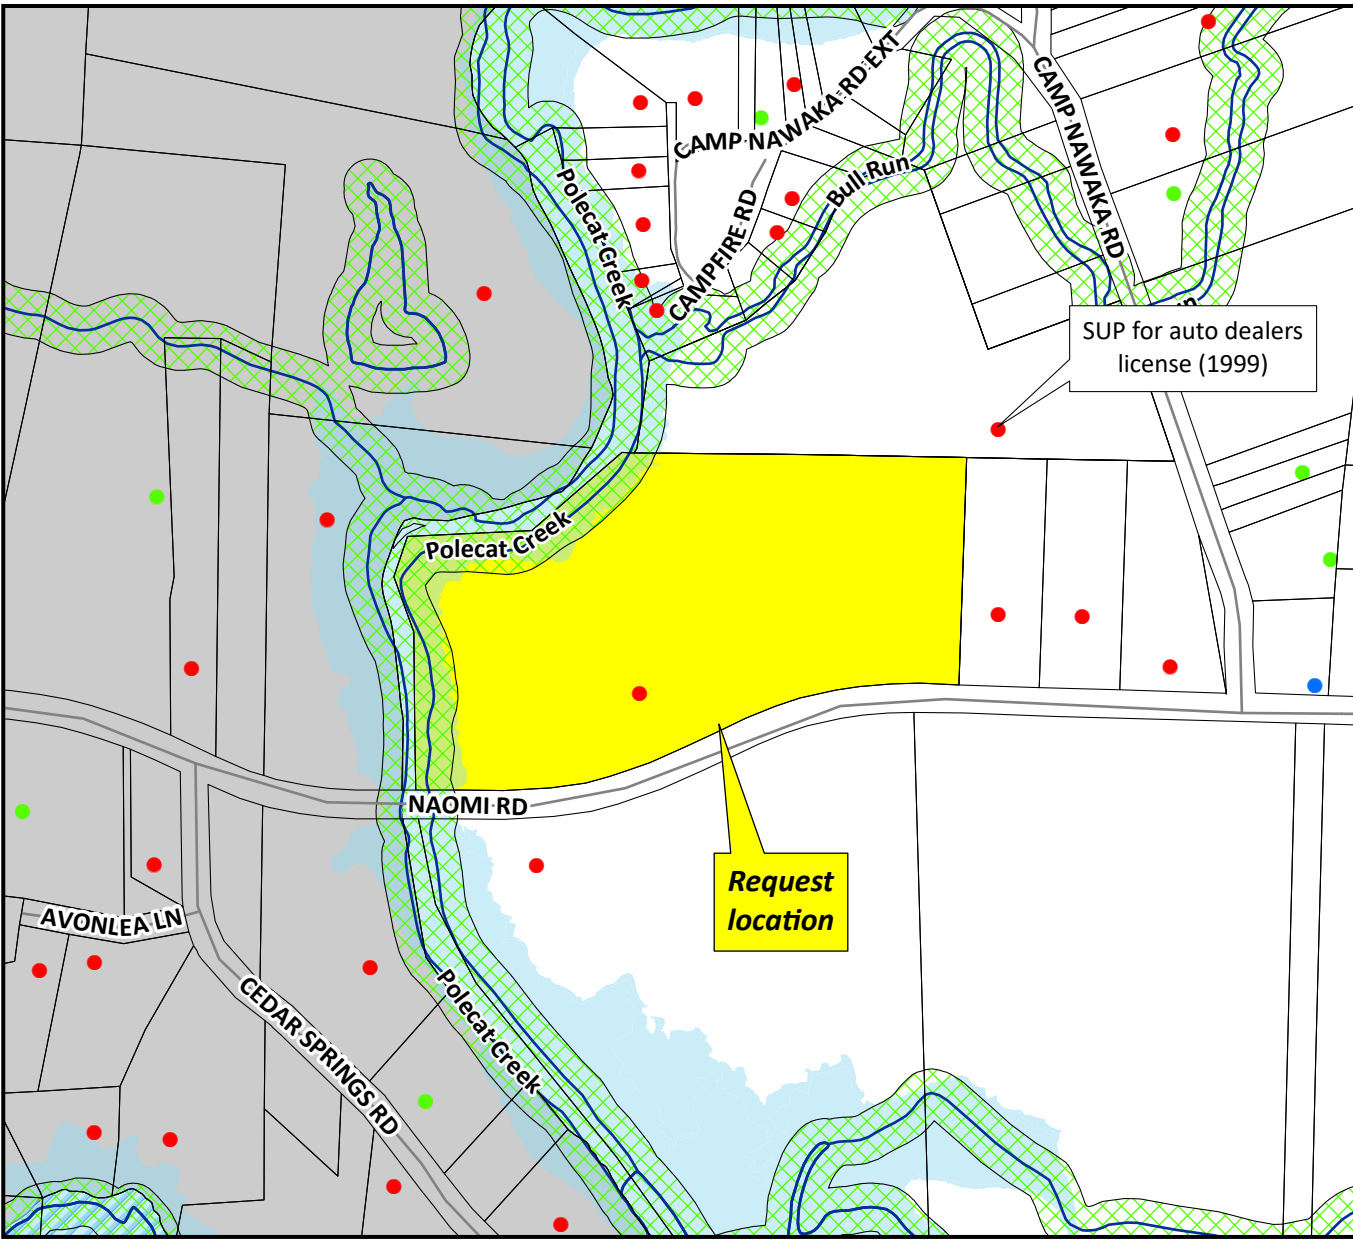 CAMP NAWAKA RD EXT
CAMP NAWAKA RD
Bull Run
Polecat Creek
CAMPFIRE RD
SUP for auto dealers
license (1999)
Polecat Creek
NAOMI RD
Request
location
AVONLEA LN
CEDAR SPRINGS RD
Polecat Creek